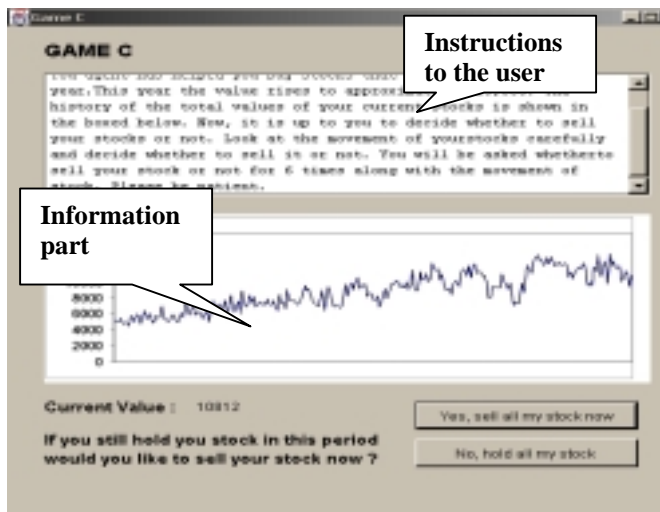 Game C
GAME C
Instructions
to the user
year.This year the value rises to
history of the total values of your current stocks is shown in
the boxed below. Now, it is up to you to decide whether to sell
your stocks or not. Look at the movement of yourstocks carefully
and decide whether to sell it or not. You will be asked whetherto
sell your stock or not for 6 times along with the movement of
stock. Please be patient.
Information
part
8000
6000
4000
2000
0
Current Value : 10812
If you still hold you stock in this period
would you like to sell your stock now ?
Yes, sell all my stock now
No, hold all my stock